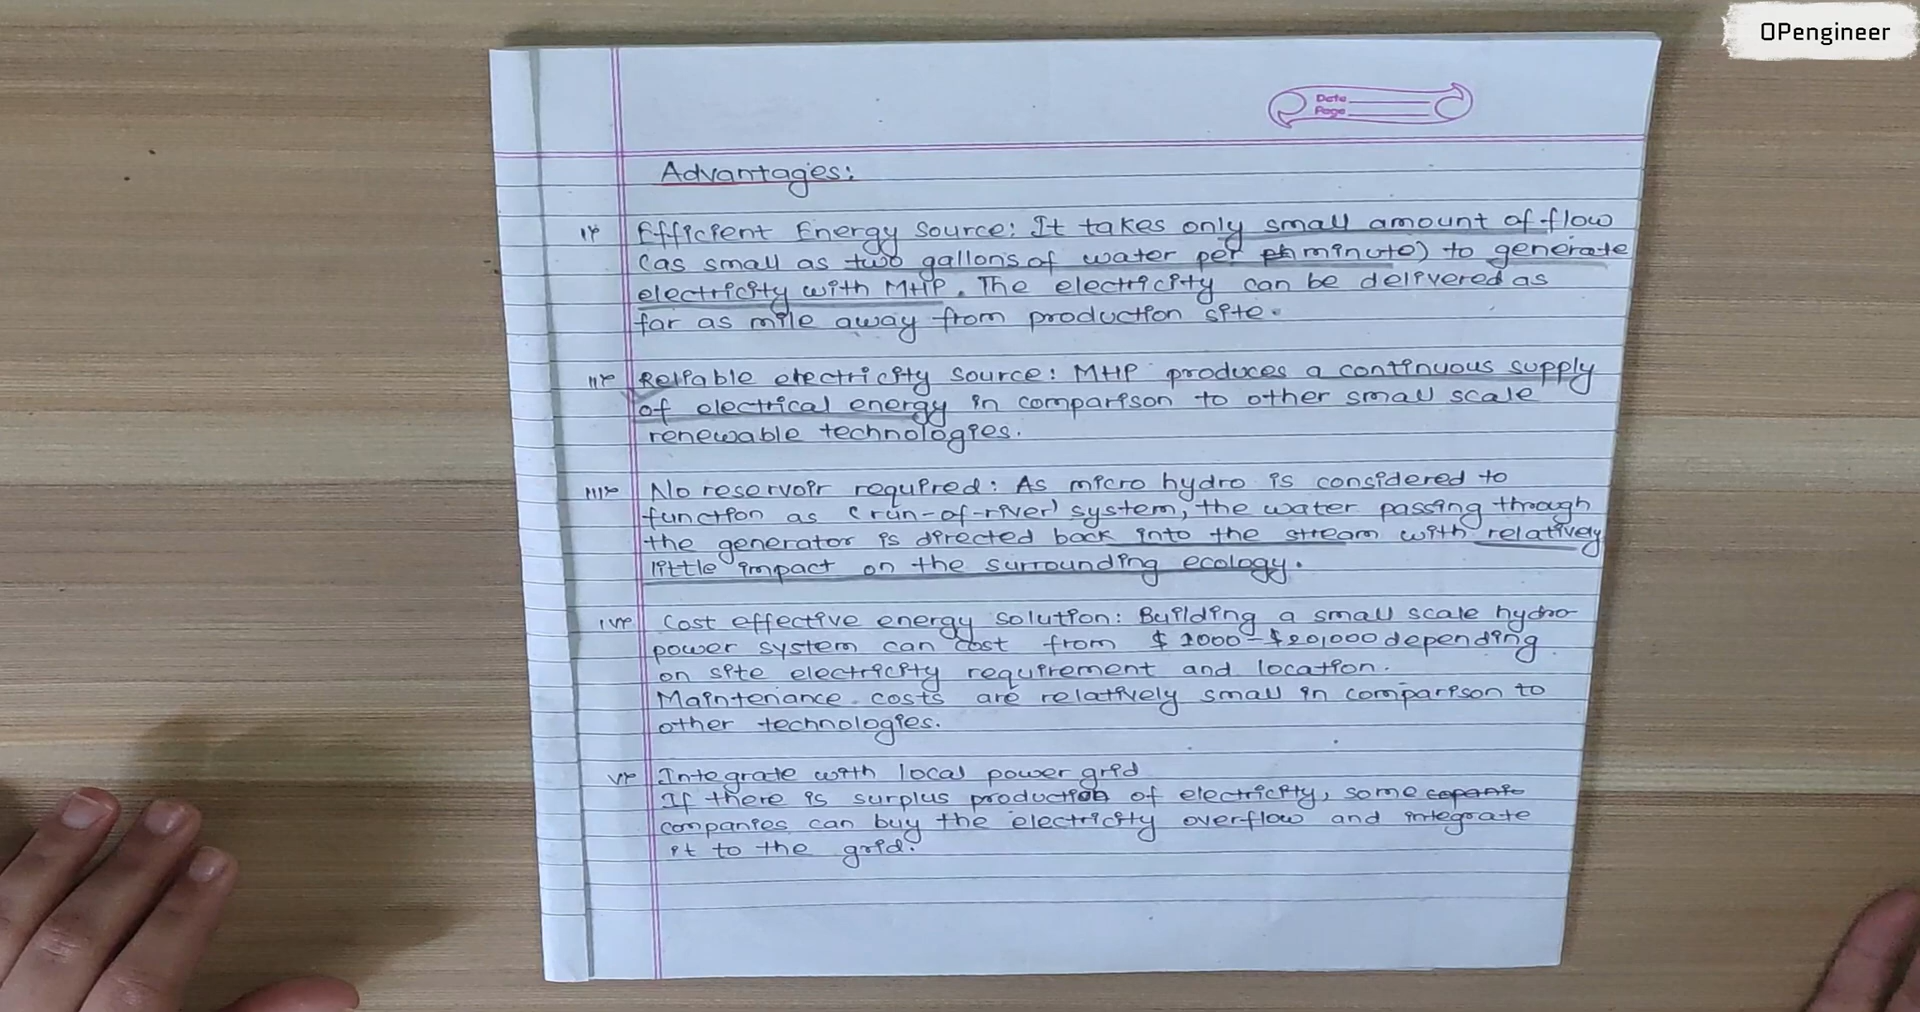 OPengineer
Date
Page
Advantages:
i) Efficient Energy Source: It takes only small amount of flow
(as small as two gallons of water per minute) to generate
electricity with MHP. The electricity can be delivered as
far as mile away from production site.
ii) Reliable electricity source: MHP produces a continuous supply
of electrical energy in comparison to other small scale
renewable technologies.
iii) No reservoir required: As micro hydro is considered to
function as (run-of-river) system, the water passing through
the generator is directed back into the stream with relatively
little impact on the surrounding ecology.
iv) Cost effective energy solution: Building a small scale hydro
power system can cost from $ 1000 - $20,000 depending
on site electricity requirement and location.
Maintenance costs are relatively small in comparison to
other technologies.
v) Integrate with local power grid
If there is surplus production of electricity, some
companies can buy the electricity overflow and integrate
it to the grid.